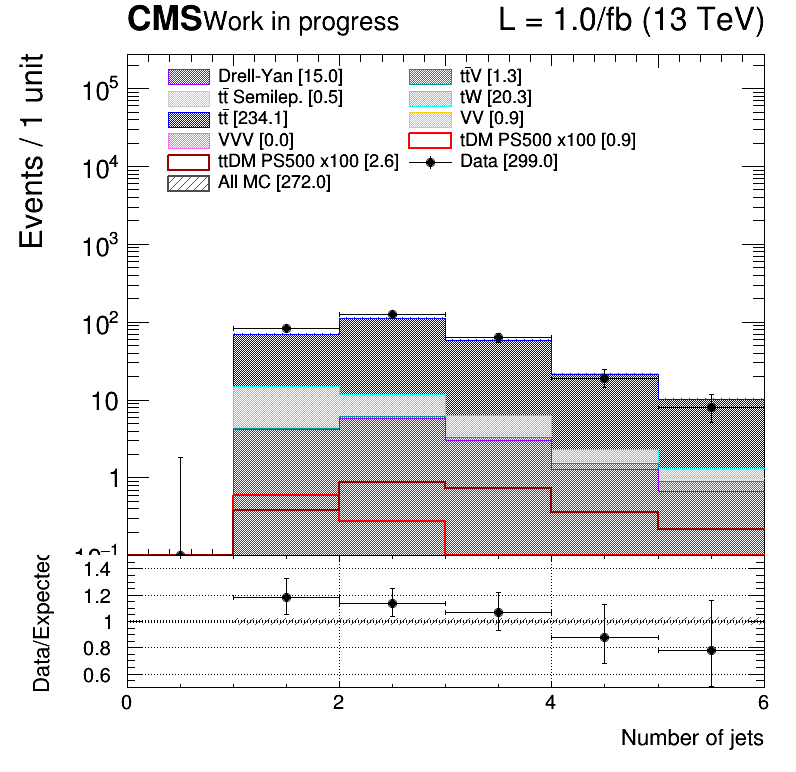 CMS Work in progress L = 1.0/fb (13 TeV)
Drell-Yan [15.0] tt̄V [1.3]
tt̄ Semilep. [0.5] tW [20.3]
tt̄ [234.1] VV [0.9]
VVV [0.0] tDM PS500 x100 [0.9]
ttDM PS500 x100 [2.6] Data [299.0]
All MC [272.0]
Events / 1 unit
10⁵
10⁴
10³
10²
10
1
10⁻¹
Data/Expected
1.4
1.2
1
0.8
0.6
0 2 4 6
Number of jets